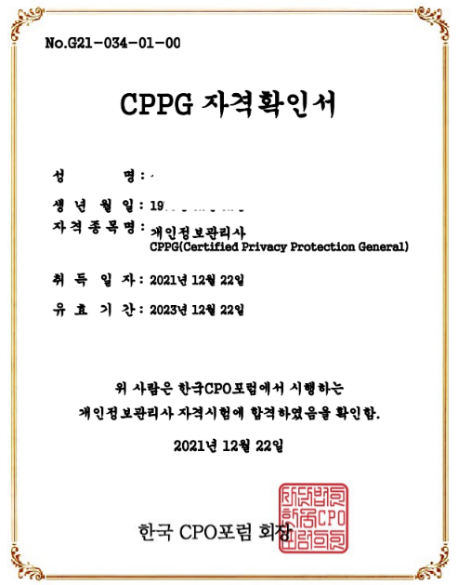 No.G21-034-01-00
CPPG 자격확인서
성 명 :
생 년 월 일 : 19
자 격 종 목 명 : 개인정보관리사
CPPG(Certified Privacy Protection General)
취 득 일 자 : 2021년 12월 22일
유 효 기 간 : 2023년 12월 22일
위 사람은 한국CPO포럼에서 시행하는
개인정보관리사 자격시험에 합격하였음을 확인함.
2021년 12월 22일
한국 CPO포럼 회장
CPO